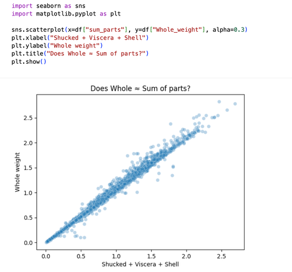 import seaborn as sns
import matplotlib.pyplot as plt
sns.scatterplot(x=df["sum_parts"], y=df["Whole_weight"], alpha=0.3)
plt.xlabel("Shucked + Viscera + Shell")
plt.ylabel("Whole weight")
plt.title("Does Whole ≈ Sum of parts?")
plt.show()
Does Whole ≈ Sum of parts?
2.5
2.0
1.5
1.0
0.5
0.0
Whole weight
0.0 0.5 1.0 1.5 2.0 2.5
Shucked + Viscera + Shell